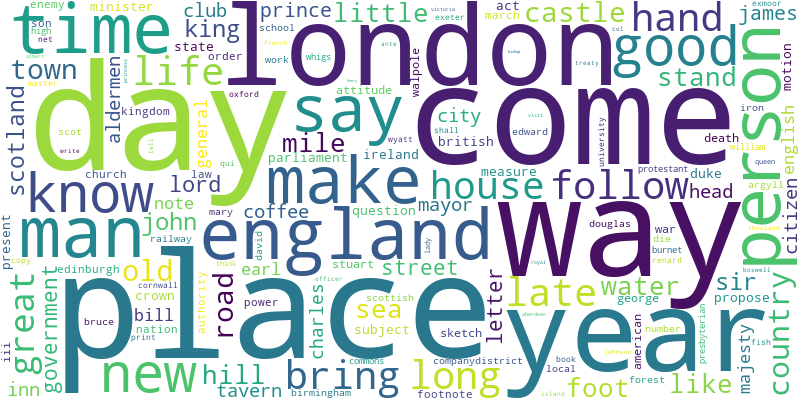 enemy minister club prince little castle hand act march exmoor james
son high net time king london good col
state school french ante victoria bishop treaty
town aldermen life order work whigs walpole stand person motion
day come
scotland scot kingdom oxford say attitude city shall edward iron
general mile british university death english william
write tell qui parliament ireland wyatt measure protestant queen
church law make house follow duke head argyll citizen
know lord note mary coffee question mayor
man john england way douglas war die burnet renard
present railway david lady think thousand
copy edinburgh old earl stuart street officer scottish royal water sir boswell
great government cornwall crown authority road charles sea letter late george propose country
place year
iii bruce bill nation power subject sketch aberdeen american number presbyterian majesty fish
print commons company district book local johnson
new hill bring long foot forest like
inn tavern birmingham footnote island
master albert princess visit